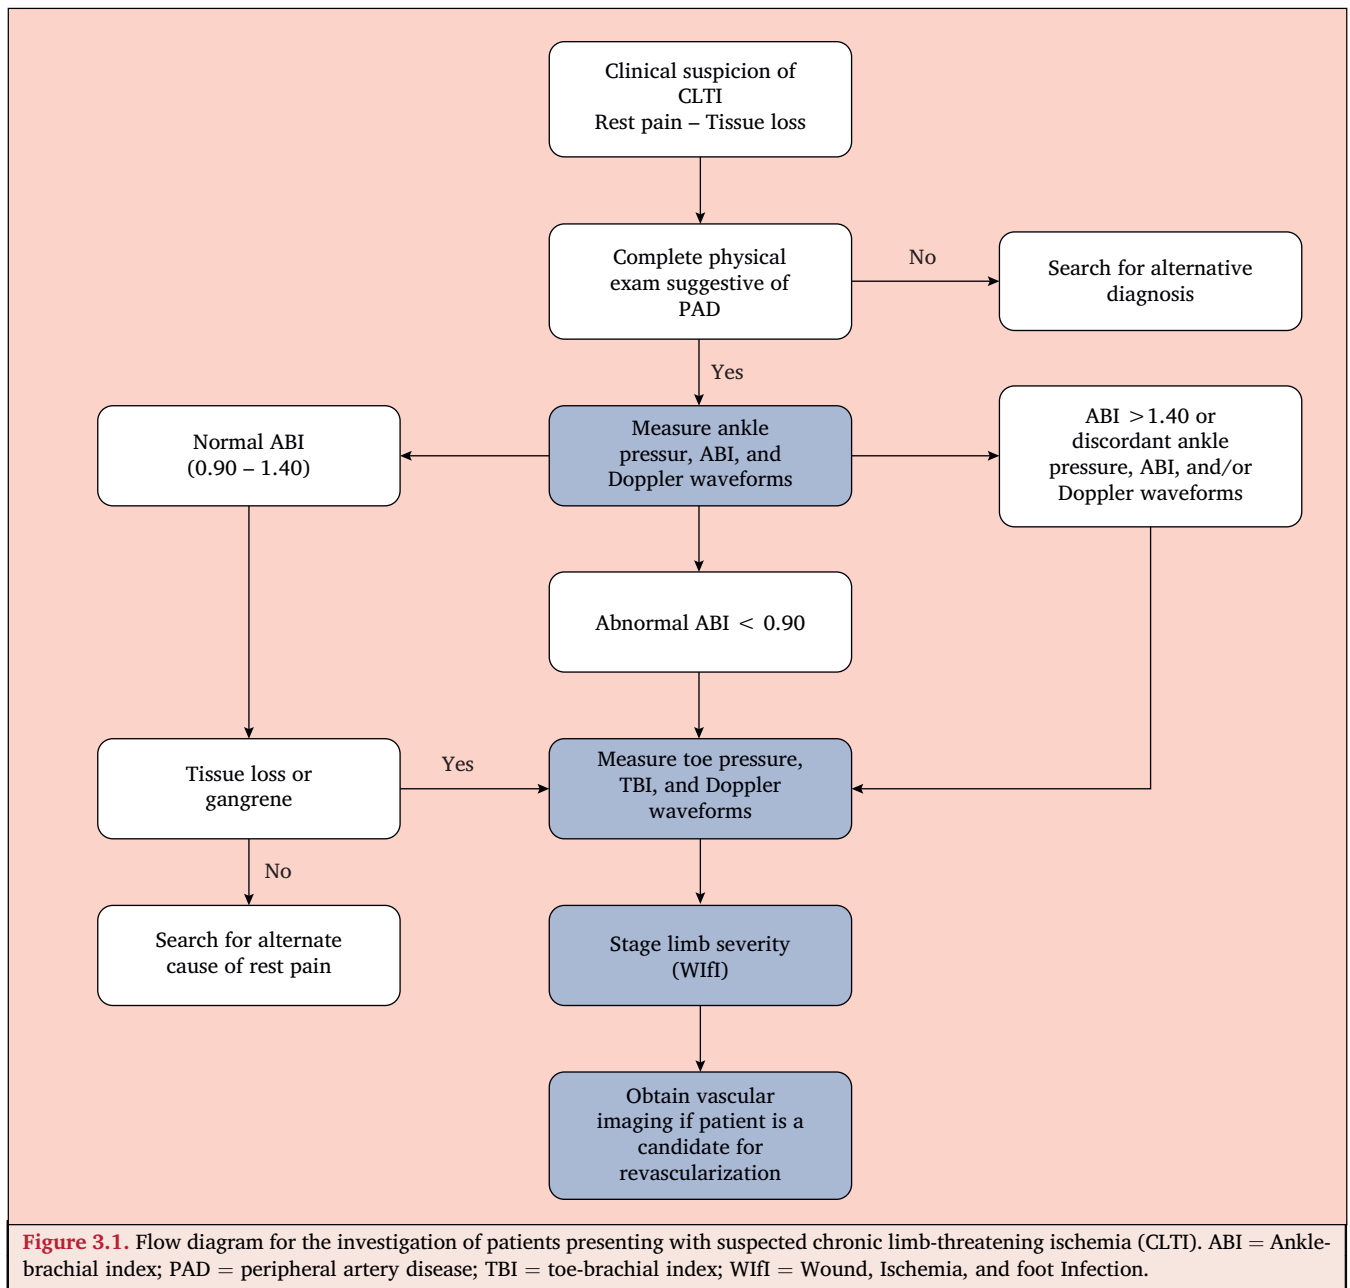 Clinical suspicion of
CLTI
Rest pain – Tissue loss
Complete physical
exam suggestive of
PAD
No
Search for alternative
diagnosis
Yes
Normal ABI
(0.90 – 1.40)
Measure ankle
pressur, ABI, and
Doppler waveforms
ABI >1.40 or
discordant ankle
pressure, ABI, and/or
Doppler waveforms
Abnormal ABI < 0.90
Tissue loss or
gangrene
Yes
Measure toe pressure,
TBI, and Doppler
waveforms
No
Search for alternate
cause of rest pain
Stage limb severity
(WIfI)
Obtain vascular
imaging if patient is a
candidate for
revascularization
Figure 3.1. Flow diagram for the investigation of patients presenting with suspected chronic limb-threatening ischemia (CLTI). ABI = Ankle-
brachial index; PAD = peripheral artery disease; TBI = toe-brachial index; WIfI = Wound, Ischemia, and foot Infection.